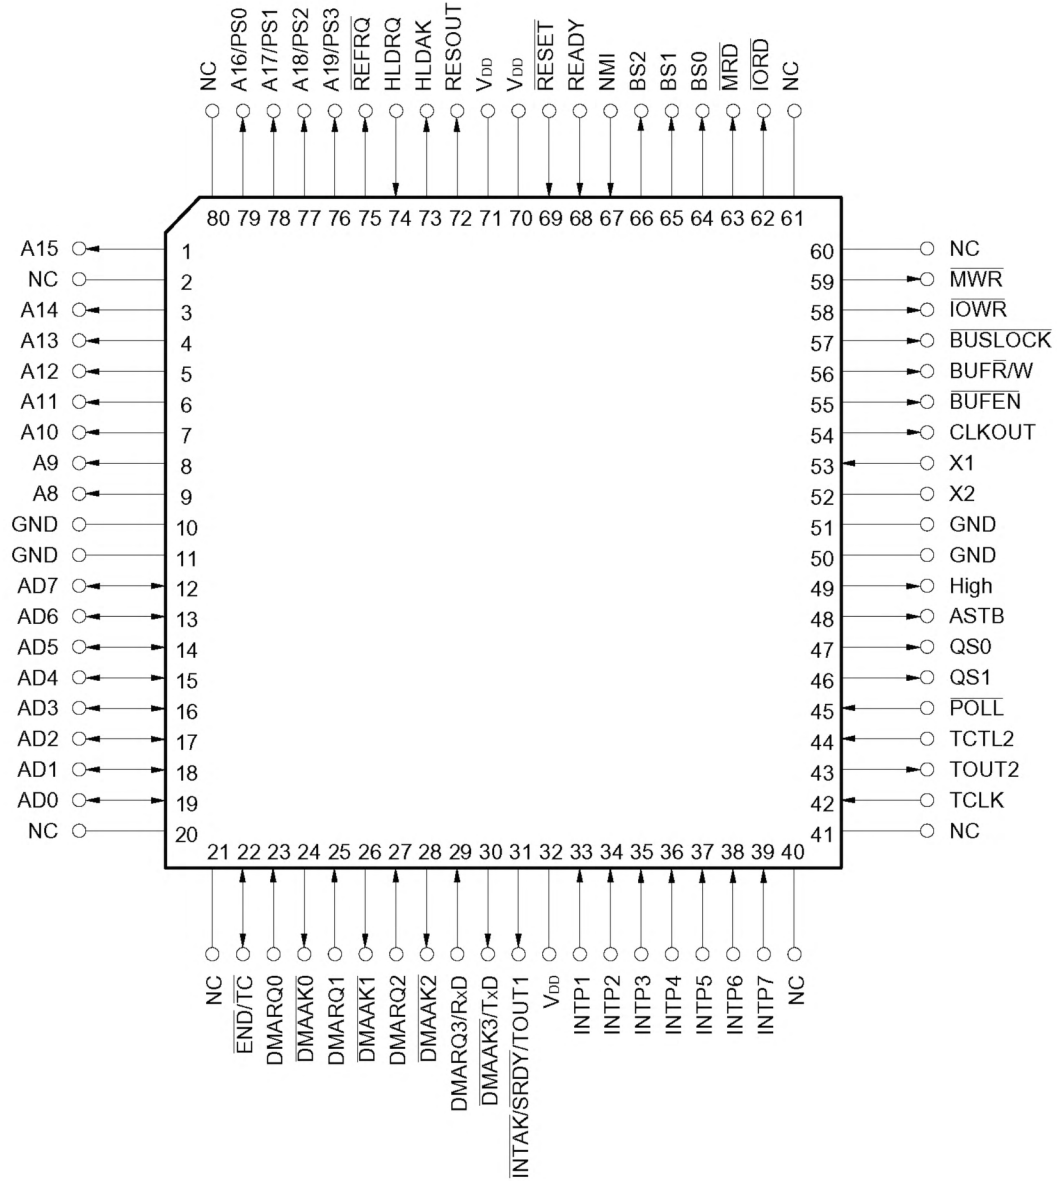 NC
A16/PS0
A17/PS1
A18/PS2
A19/PS3
REFRQ
HLDRQ
HLDAK
RESOUT
VDD
VDD
RESET
READY
NMI
BS2
BS1
BS0
MRD
IORD
NC
80 79 78 77 76 75 74 73 72 71 70 69 68 67 66 65 64 63 62 61
A15 1 60 NC
NC 2 59 MWR
A14 3 58 IOWR
A13 4 57 BUSLOCK
A12 5 56 BUFR/W
A11 6 55 BUFEN
A10 7 54 CLKOUT
A9 8 53 X1
A8 9 52 X2
GND 10 51 GND
GND 11 50 GND
AD7 12 49 High
AD6 13 48 ASTB
AD5 14 47 QS0
AD4 15 46 QS1
AD3 16 45 POLL
AD2 17 44 TCTL2
AD1 18 43 TOUT2
AD0 19 42 TCLK
NC 20 41 NC
21 22 23 24 25 26 27 28 29 30 31 32 33 34 35 36 37 38 39 40
NC
END/TC
DMARQ0
DMAAK0
DMARQ1
DMAAK1
DMARQ2
DMAAK2
DMARQ3/RxD
DMAAK3/TxD
INTAK/SRDY/TOUT1
VDD
INTP1
INTP2
INTP3
INTP4
INTP5
INTP6
INTP7
NC